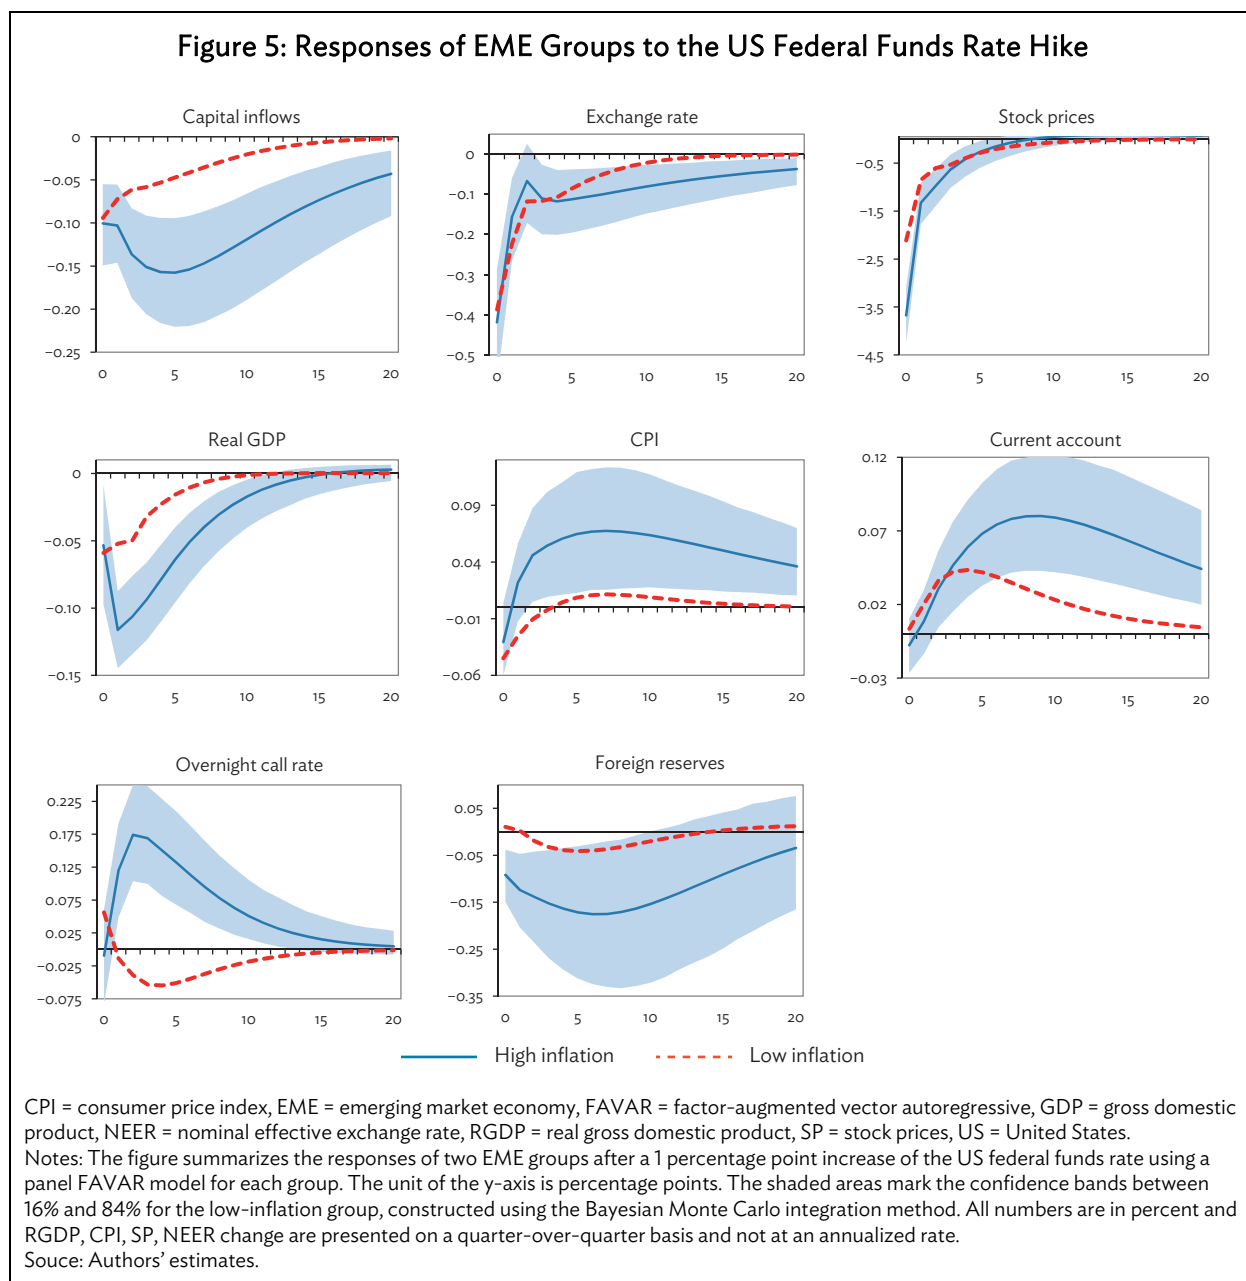 Figure 5: Responses of EME Groups to the US Federal Funds Rate Hike
Capital inflows
0
−0.05
−0.10
−0.15
−0.20
−0.25
0 5 10 15 20
Exchange rate
0
−0.1
−0.2
−0.3
−0.4
−0.5
0 5 10 15 20
Stock prices
−0.5
−1.5
−2.5
−3.5
−4.5
0 5 10 15 20
Real GDP
0
−0.05
−0.10
−0.15
0 5 10 15 20
CPI
0.09
0.04
−0.01
−0.06
0 5 10 15 20
Current account
0.12
0.07
0.02
−0.03
0 5 10 15 20
Overnight call rate
0.225
0.175
0.125
0.075
0.025
−0.025
−0.075
0 5 10 15 20
Foreign reserves
0.05
−0.05
−0.15
−0.25
−0.35
0 5 10 15 20
High inflation Low inflation
CPI = consumer price index, EME = emerging market economy, FAVAR = factor-augmented vector autoregressive, GDP = gross domestic
product, NEER = nominal effective exchange rate, RGDP = real gross domestic product, SP = stock prices, US = United States.
Notes: The figure summarizes the responses of two EME groups after a 1 percentage point increase of the US federal funds rate using a
panel FAVAR model for each group. The unit of the y-axis is percentage points. The shaded areas mark the confidence bands between
16% and 84% for the low-inflation group, constructed using the Bayesian Monte Carlo integration method. All numbers are in percent and
RGDP, CPI, SP, NEER change are presented on a quarter-over-quarter basis and not at an annualized rate.
Souce: Authors’ estimates.